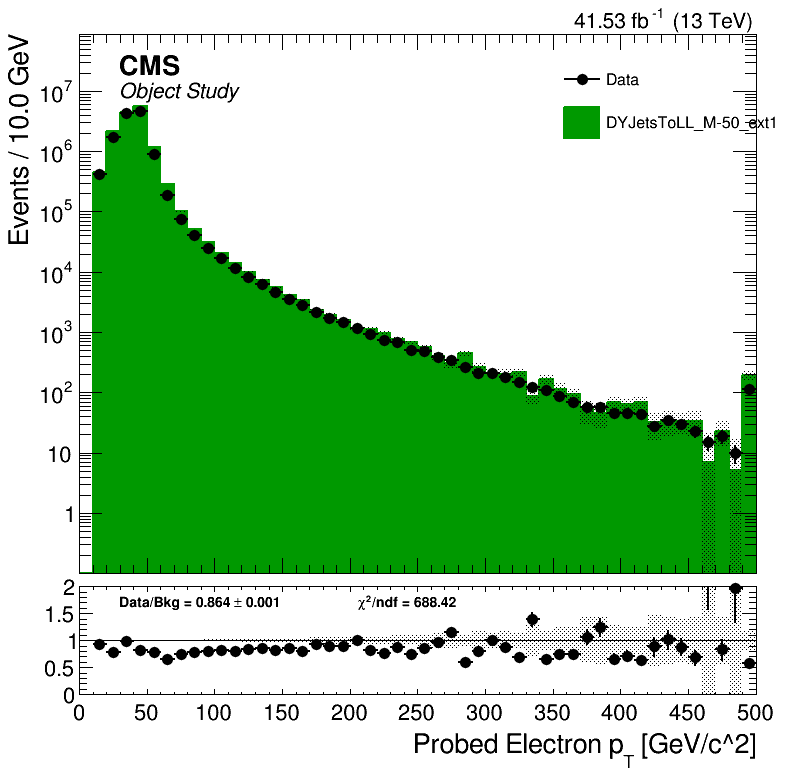 41.53 fb⁻¹ (13 TeV)
CMS
Object Study
Data
DYJetsToLL_M-50_ext1
Events / 10.0 GeV
10⁷
10⁶
10⁵
10⁴
10³
10²
10
1
Data/Bkg = 0.864 ± 0.001
χ²/ndf = 688.42
2
1.5
1
0.5
0
0 50 100 150 200 250 300 350 400 450 500
Probed Electron p_T [GeV/c^2]